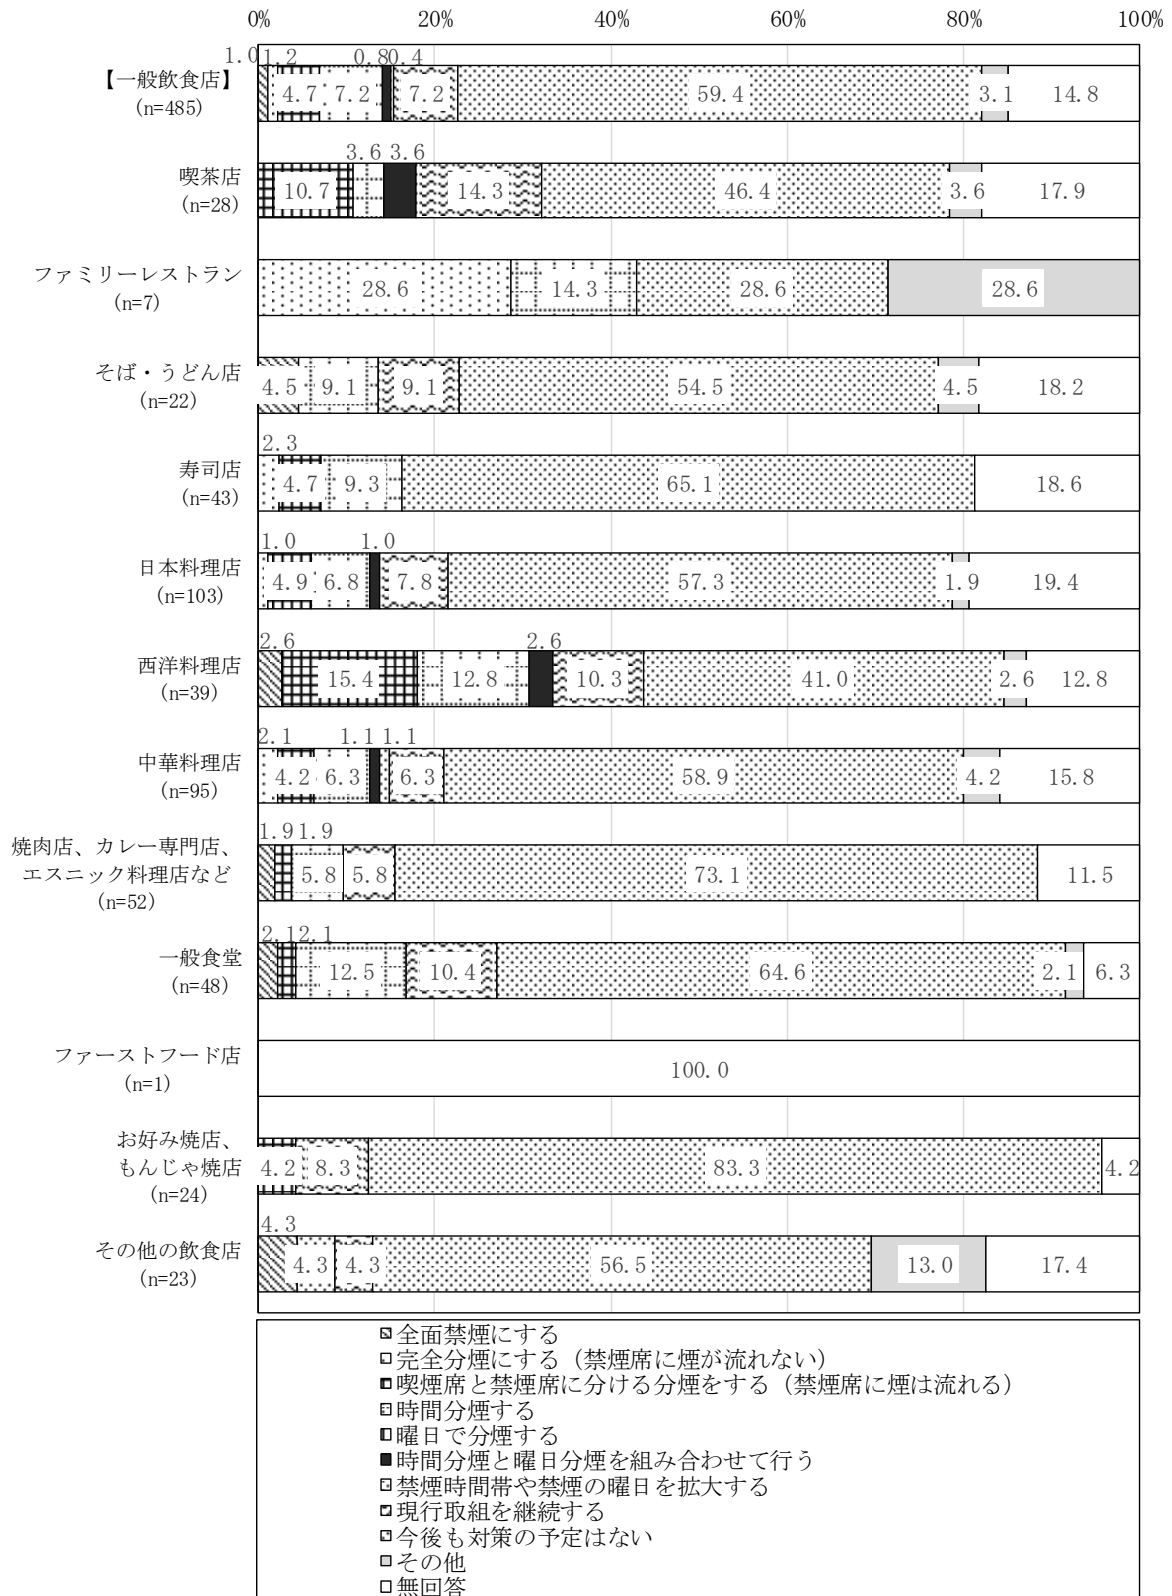 0% 20% 40% 60% 80% 100%
1.0 1.2 0.8 0.4
【一般飲食店】
(n=485)
4.7 7.2 7.2 59.4 3.1 14.8
3.6 3.6
喫茶店
(n=28)
10.7 14.3 46.4 3.6 17.9
ファミリーレストラン
(n=7)
28.6 14.3 28.6 28.6
そば・うどん店
(n=22)
4.5 9.1 9.1 54.5 4.5 18.2
2.3
寿司店
(n=43)
4.7 9.3 65.1 18.6
1.0 1.0
日本料理店
(n=103)
4.9 6.8 7.8 57.3 1.9 19.4
2.6 2.6
西洋料理店
(n=39)
15.4 12.8 10.3 41.0 2.6 12.8
2.1 1.1 1.1
中華料理店
(n=95)
4.2 6.3 6.3 58.9 4.2 15.8
1.9 1.9
焼肉店、カレー専門店、
エスニック料理店など
(n=52)
5.8 5.8 73.1 11.5
2.1 2.1
一般食堂
(n=48)
12.5 10.4 64.6 2.1 6.3
ファーストフード店
(n=1)
100.0
お好み焼店、
もんじゃ焼店
(n=24)
4.2 8.3 83.3 4.2
4.3
その他の飲食店
(n=23)
4.3 4.3 56.5 13.0 17.4
全面禁煙にする
完全分煙にする（禁煙席に煙が流れない）
喫煙席と禁煙席に分ける分煙をする（禁煙席に煙は流れる）
時間分煙する
曜日で分煙する
時間分煙と曜日分煙を組み合わせて行う
禁煙時間帯や禁煙の曜日を拡大する
現行取組を継続する
今後も対策の予定はない
その他
無回答